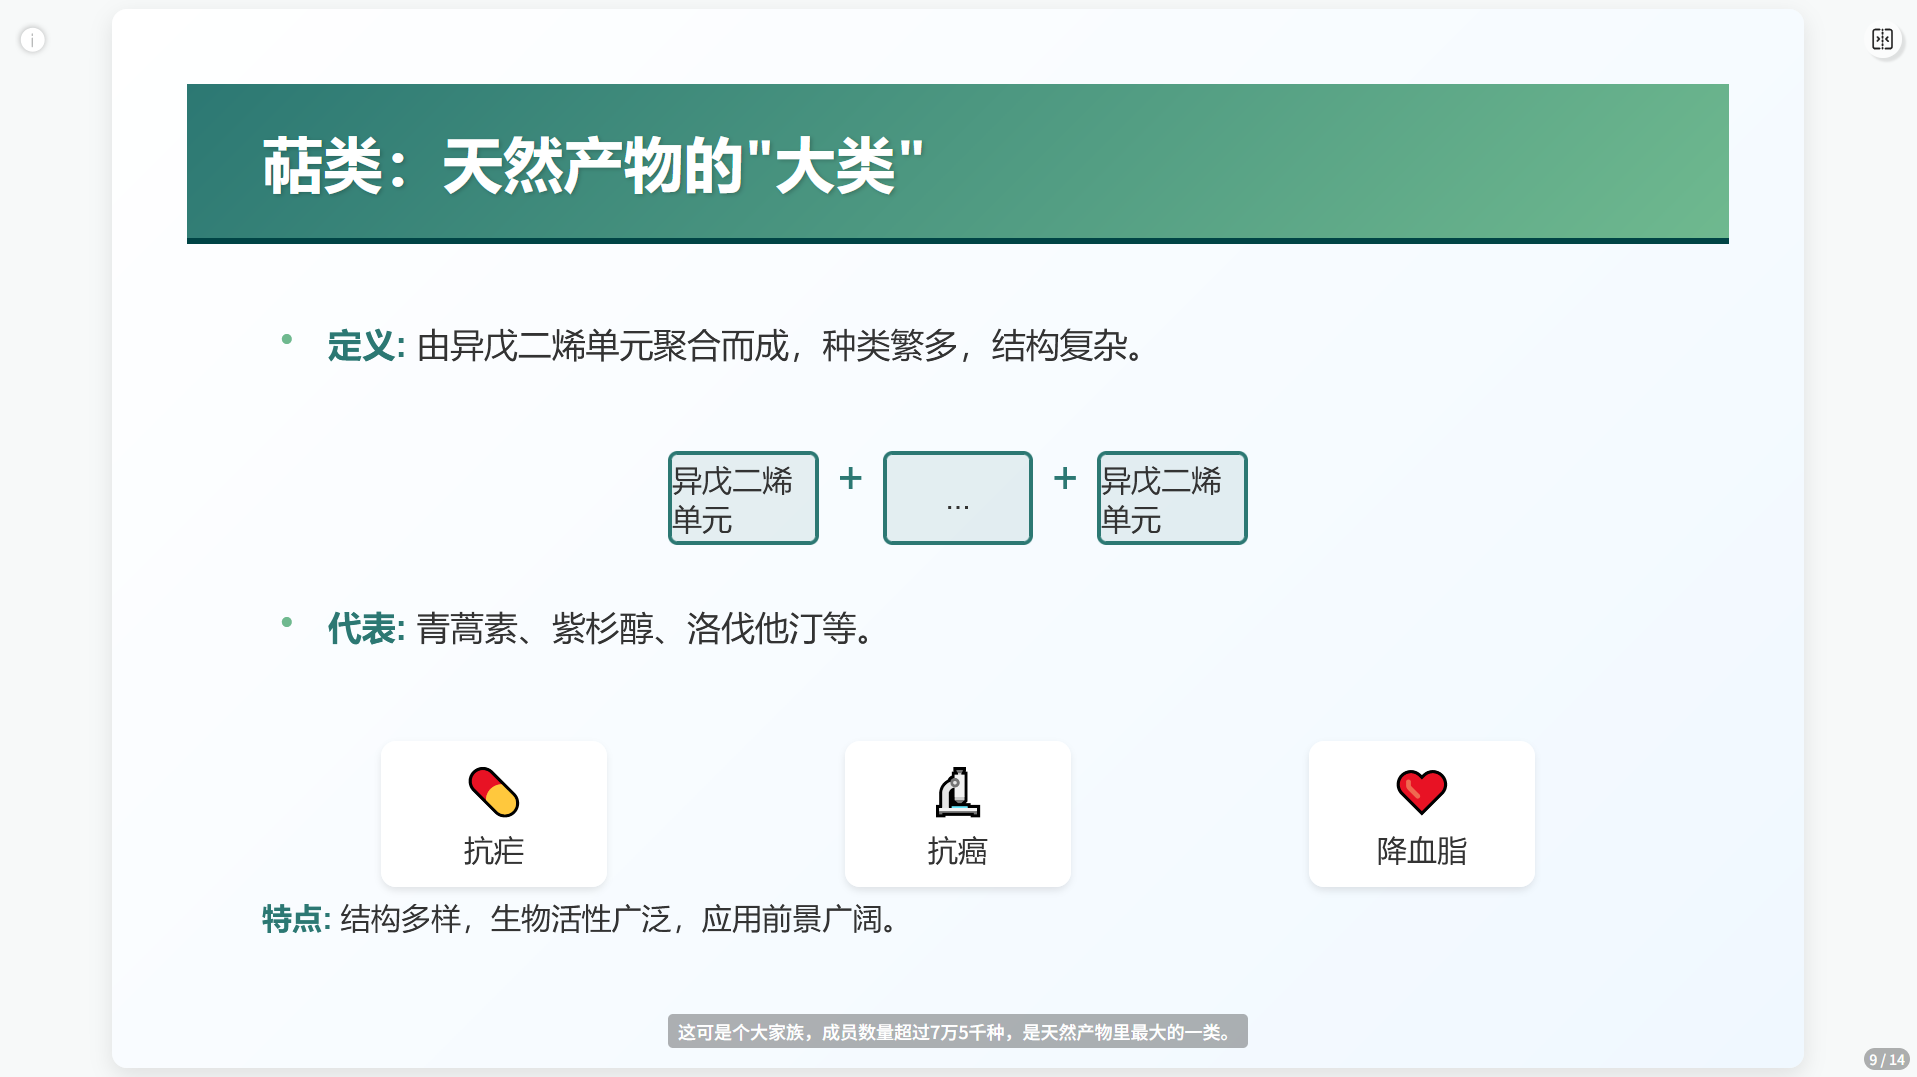 萜类：天然产物的"大类"
定义: 由异戊二烯单元聚合而成，种类繁多，结构复杂。
异戊二烯
单元
+
...
+
异戊二烯
单元
代表: 青蒿素、紫杉醇、洛伐他汀等。
抗疟
抗癌
降血脂
特点: 结构多样，生物活性广泛，应用前景广阔。
这可是个大家族，成员数量超过7万5千种，是天然产物里最大的一类。
9 / 14